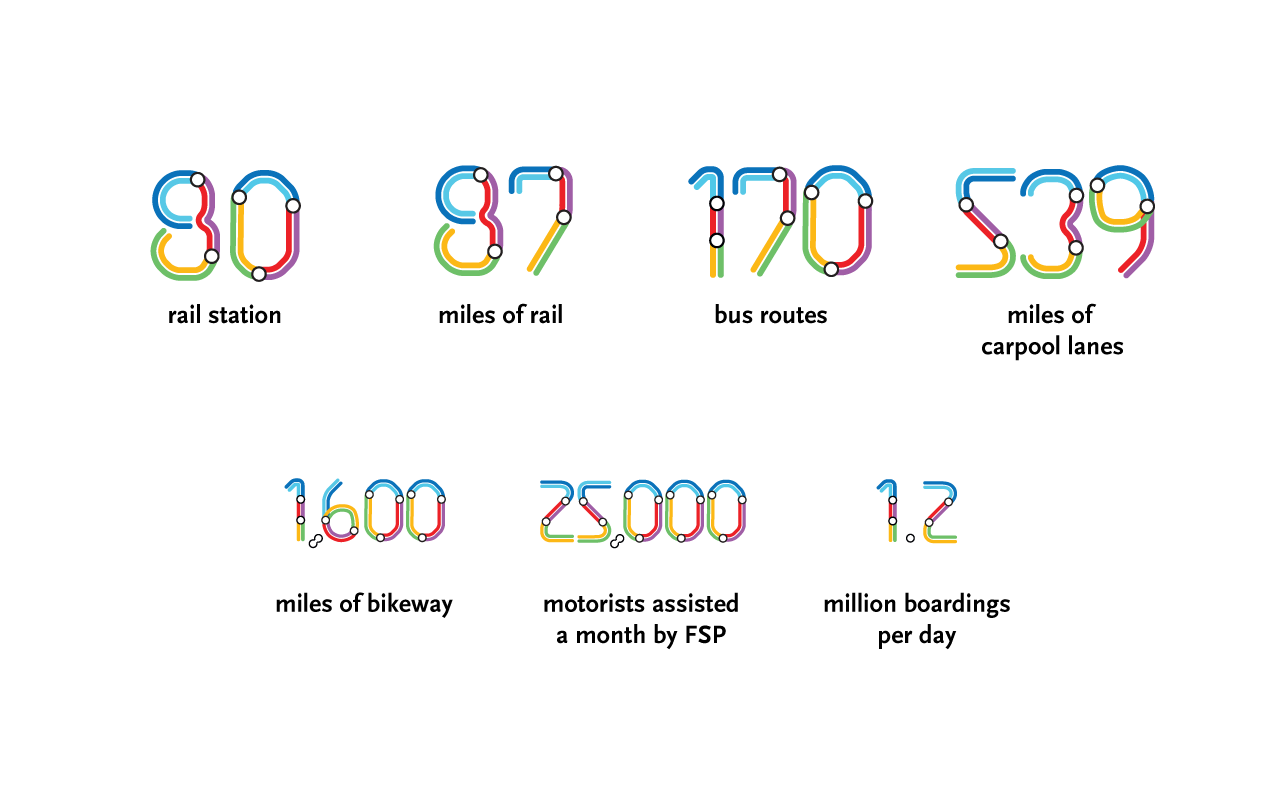 80 87 170 539
rail station miles of rail bus routes miles of
carpool lanes
1,600 25,000 1.2
miles of bikeway motorists assisted million boardings
a month by FSP per day